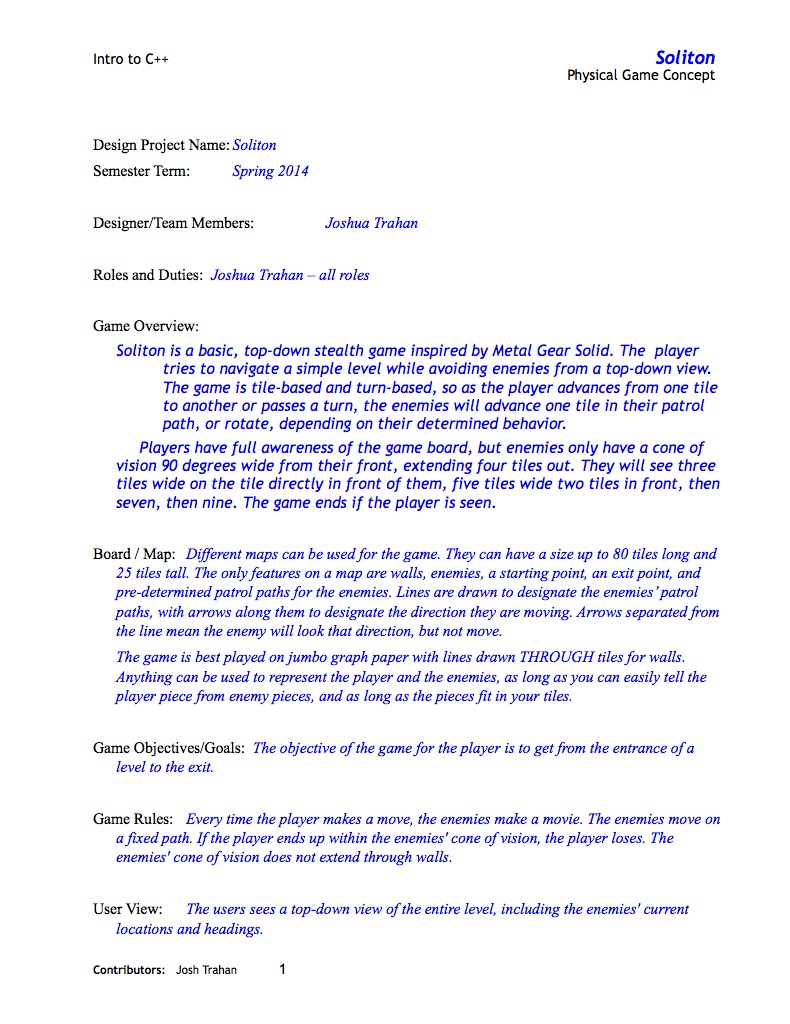 Intro to C++ Soliton
Physical Game Concept
Design Project Name: Soliton
Semester Term: Spring 2014
Designer/Team Members: Joshua Trahan
Roles and Duties: Joshua Trahan – all roles
Game Overview:
Soliton is a basic, top-down stealth game inspired by Metal Gear Solid. The player
tries to navigate a simple level while avoiding enemies from a top-down view.
The game is tile-based and turn-based, so as the player advances from one tile
to another or passes a turn, the enemies will advance one tile in their patrol
path, or rotate, depending on their determined behavior.
Players have full awareness of the game board, but enemies only have a cone of
vision 90 degrees wide from their front, extending four tiles out. They will see three
tiles wide on the tile directly in front of them, five tiles wide two tiles in front, then
seven, then nine. The game ends if the player is seen.
Board / Map: Different maps can be used for the game. They can have a size up to 80 tiles long and
25 tiles tall. The only features on a map are walls, enemies, a starting point, an exit point, and
pre-determined patrol paths for the enemies. Lines are drawn to designate the enemies' patrol
paths, with arrows along them to designate the direction they are moving. Arrows separated from
the line mean the enemy will look that direction, but not move.
The game is best played on jumbo graph paper with lines drawn THROUGH tiles for walls.
Anything can be used to represent the player and the enemies, as long as you can easily tell the
player piece from enemy pieces, and as long as the pieces fit in your tiles.
Game Objectives/Goals: The objective of the game for the player is to get from the entrance of a
level to the exit.
Game Rules: Every time the player makes a move, the enemies make a movie. The enemies move on
a fixed path. If the player ends up within the enemies' cone of vision, the player loses. The
enemies' cone of vision does not extend through walls.
User View: The users sees a top-down view of the entire level, including the enemies' current
locations and headings.
Contributors: Josh Trahan 1